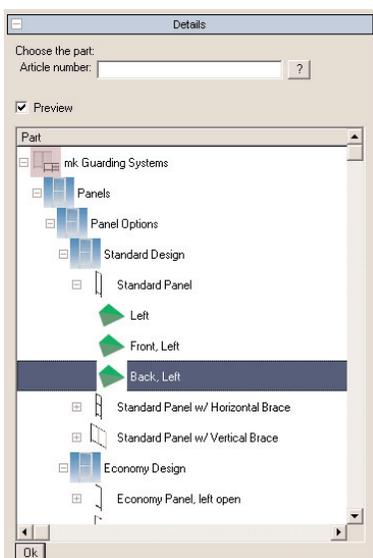 Details
Choose the part:
Article number: ?
Preview
Part
mk Guarding Systems
Panels
Panel Options
Standard Design
Standard Panel
Left
Front, Left
Back, Left
Standard Panel w/ Horizontal Brace
Standard Panel w/ Vertical Brace
Economy Design
Economy Panel, left open
Ok